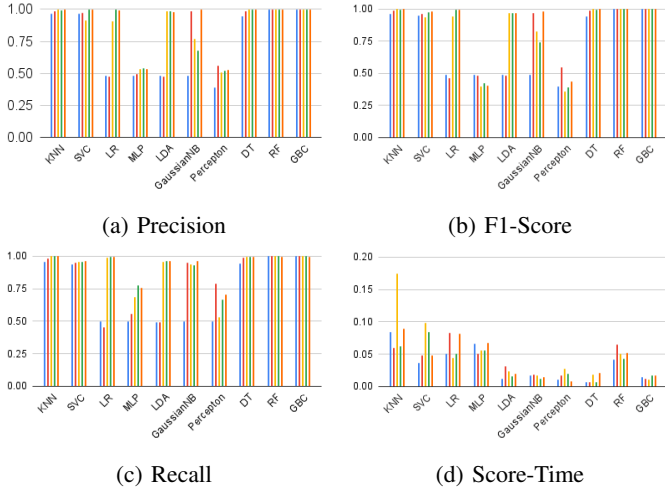 1.00
0.75
0.50
0.25
0.00
KNN SVC LR MLP LDA GaussianNB Percepton DT RF GBC
(a) Precision
1.00
0.75
0.50
0.25
0.00
KNN SVC LR MLP LDA GaussianNB Percepton DT RF GBC
(b) F1-Score
1.00
0.75
0.50
0.25
0.00
KNN SVC LR MLP LDA GaussianNB Percepton DT RF GBC
(c) Recall
0.20
0.15
0.10
0.05
0.00
KNN SVC LR MLP LDA GaussianNB Percepton DT RF GBC
(d) Score-Time